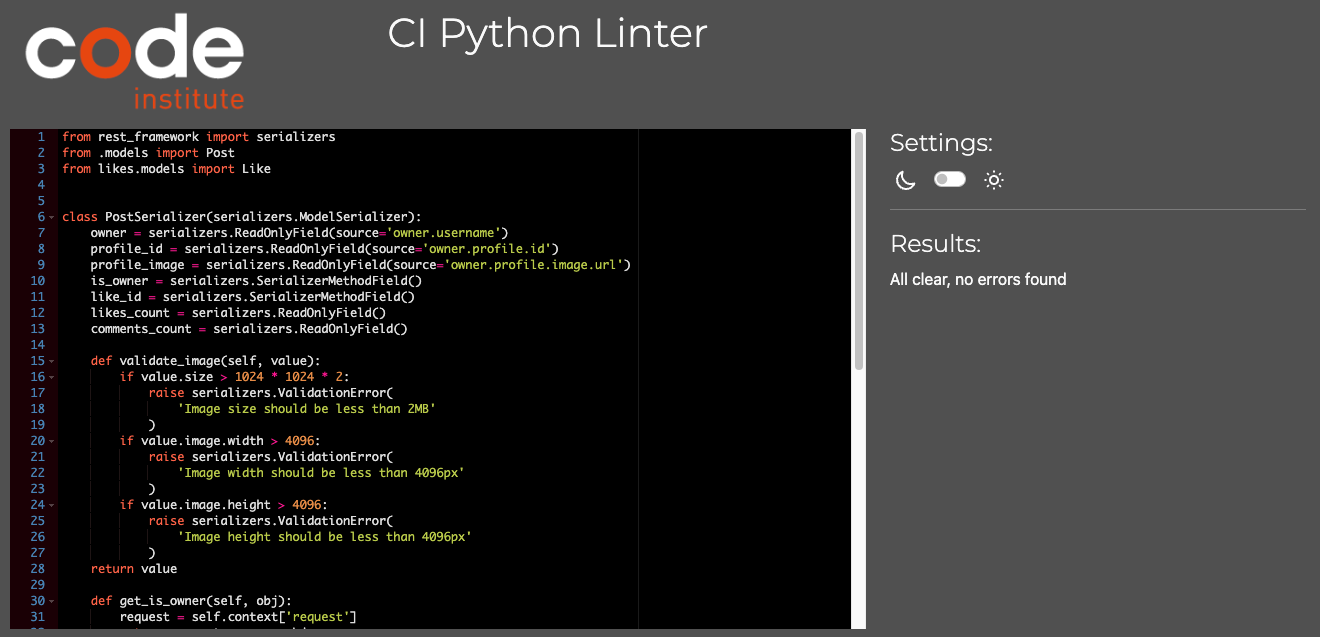 code
institute
CI Python Linter
1 from rest_framework import serializers
2 from .models import Post
3 from likes.models import Like
4
5
6 class PostSerializer(serializers.ModelSerializer):
7     owner = serializers.ReadOnlyField(source='owner.username')
8     profile_id = serializers.ReadOnlyField(source='owner.profile.id')
9     profile_image = serializers.ReadOnlyField(source='owner.profile.image.url')
10     is_owner = serializers.SerializerMethodField()
11     like_id = serializers.SerializerMethodField()
12     likes_count = serializers.ReadOnlyField()
13     comments_count = serializers.ReadOnlyField()
14
15     def validate_image(self, value):
16         if value.size > 1024 * 1024 * 2:
17             raise serializers.ValidationError(
18                 'Image size should be less than 2MB'
19             )
20         if value.image.width > 4096:
21             raise serializers.ValidationError(
22                 'Image width should be less than 4096px'
23             )
24         if value.image.height > 4096:
25             raise serializers.ValidationError(
26                 'Image height should be less than 4096px'
27             )
28     return value
29
30     def get_is_owner(self, obj):
31         request = self.context['request']
Settings:
Results:
All clear, no errors found